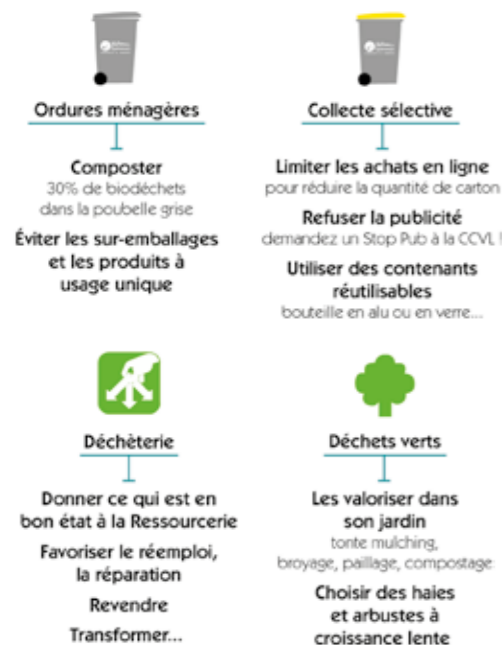 Ordures ménagères
Composter
30% de biodéchets
dans la poubelle grise
Éviter les sur-emballages
et les produits à
usage unique
Collecte sélective
Limiter les achats en ligne
pour réduire la quantité de carton
Refuser la publicité
demandez un Stop Pub à la CCVL !
Utiliser des contenants
réutilisables
bouteille en alu ou en verre...
Déchèterie
Donner ce qui est en
bon état à la Ressourcerie
Favoriser le réemploi,
la réparation
Revendre
Transformer...
Déchets verts
Les valoriser dans
son jardin
tonte mulching,
broyage, paillage, compostage
Choisir des haies
et arbustes à
croissance lente